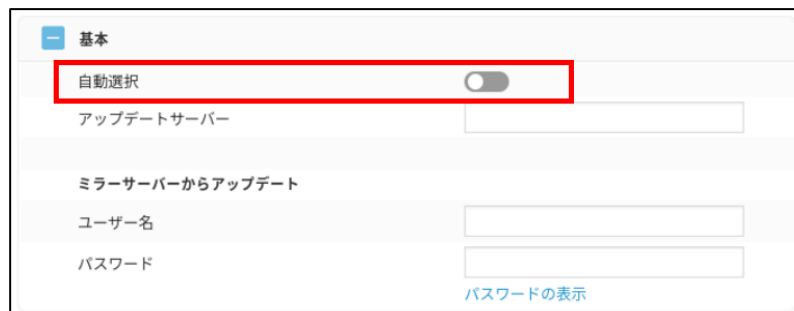 基本
自動選択
アップデートサーバー
ミラーサーバーからアップデート
ユーザー名
パスワード
パスワードの表示